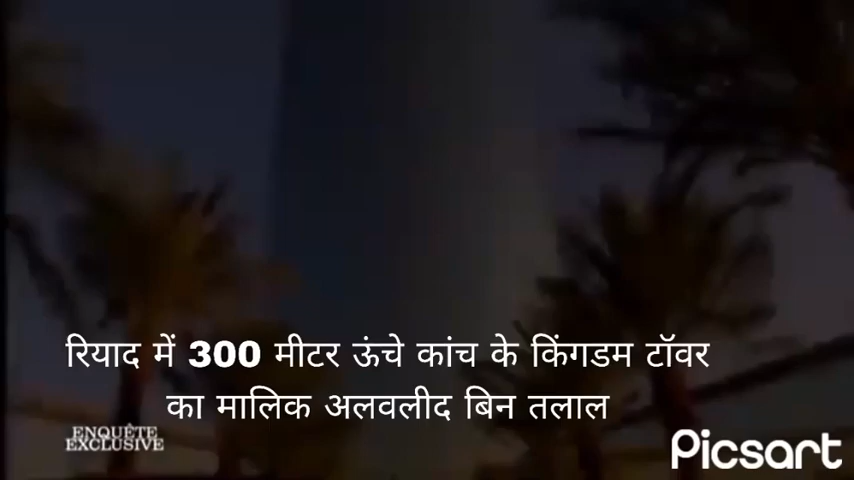 रियाद में 300 मीटर ऊंचे कांच के किंगडम टॉवर
का मालिक अलवलीद बिन तलाल
ENQUÊTE
EXCLUSIVE
Picsart